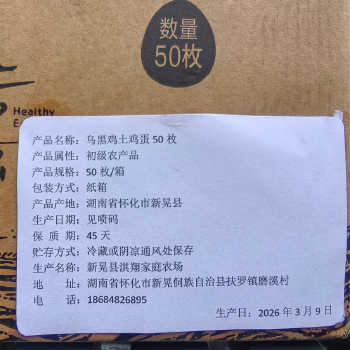 数量
50枚
Healthy
产品名称：乌黑鸡土鸡蛋 50 枚
产品属性：初级农产品
产品规格：50 枚/箱
包装方式：纸箱
产品产地：湖南省怀化市新晃县
生产日期：见喷码
保 质 期：45 天
贮存方式：冷藏或阴凉通风处保存
生产：新晃县淇翔家庭农场
地 址：湖南省怀化市新晃侗族自治县扶罗镇磨溪村
电 话：18684826895
生产日：2026 年 3 月 9 日